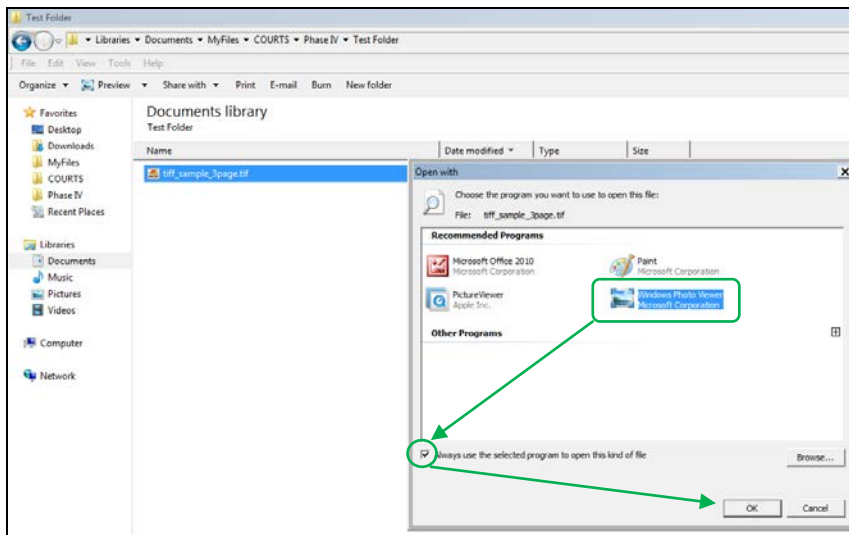 Test Folder
Libraries ▾ Documents ▾ MyFiles ▾ COURTS ▾ Phase IV ▾ Test Folder
File Edit View Tools Help
Organize ▾ Preview ▾ Share with ▾ Print E-mail Burn New folder
Favorites
Desktop
Downloads
MyFiles
COURTS
Phase IV
Recent Places
Libraries
Documents
Music
Pictures
Videos
Computer
Network
Documents library
Test Folder
Name Date modified ▾ Type Size
tiff_sample_3page.tif
Open with
Choose the program you want to use to open this file:
File: tiff_sample_3page.tif
Recommended Programs
Microsoft Office 2010
Microsoft Corporation
Paint
Microsoft Corporation
PictureViewer
Apple Inc.
Windows Photo Viewer
Microsoft Corporation
Other Programs
Always use the selected program to open this kind of file
Browse...
OK Cancel